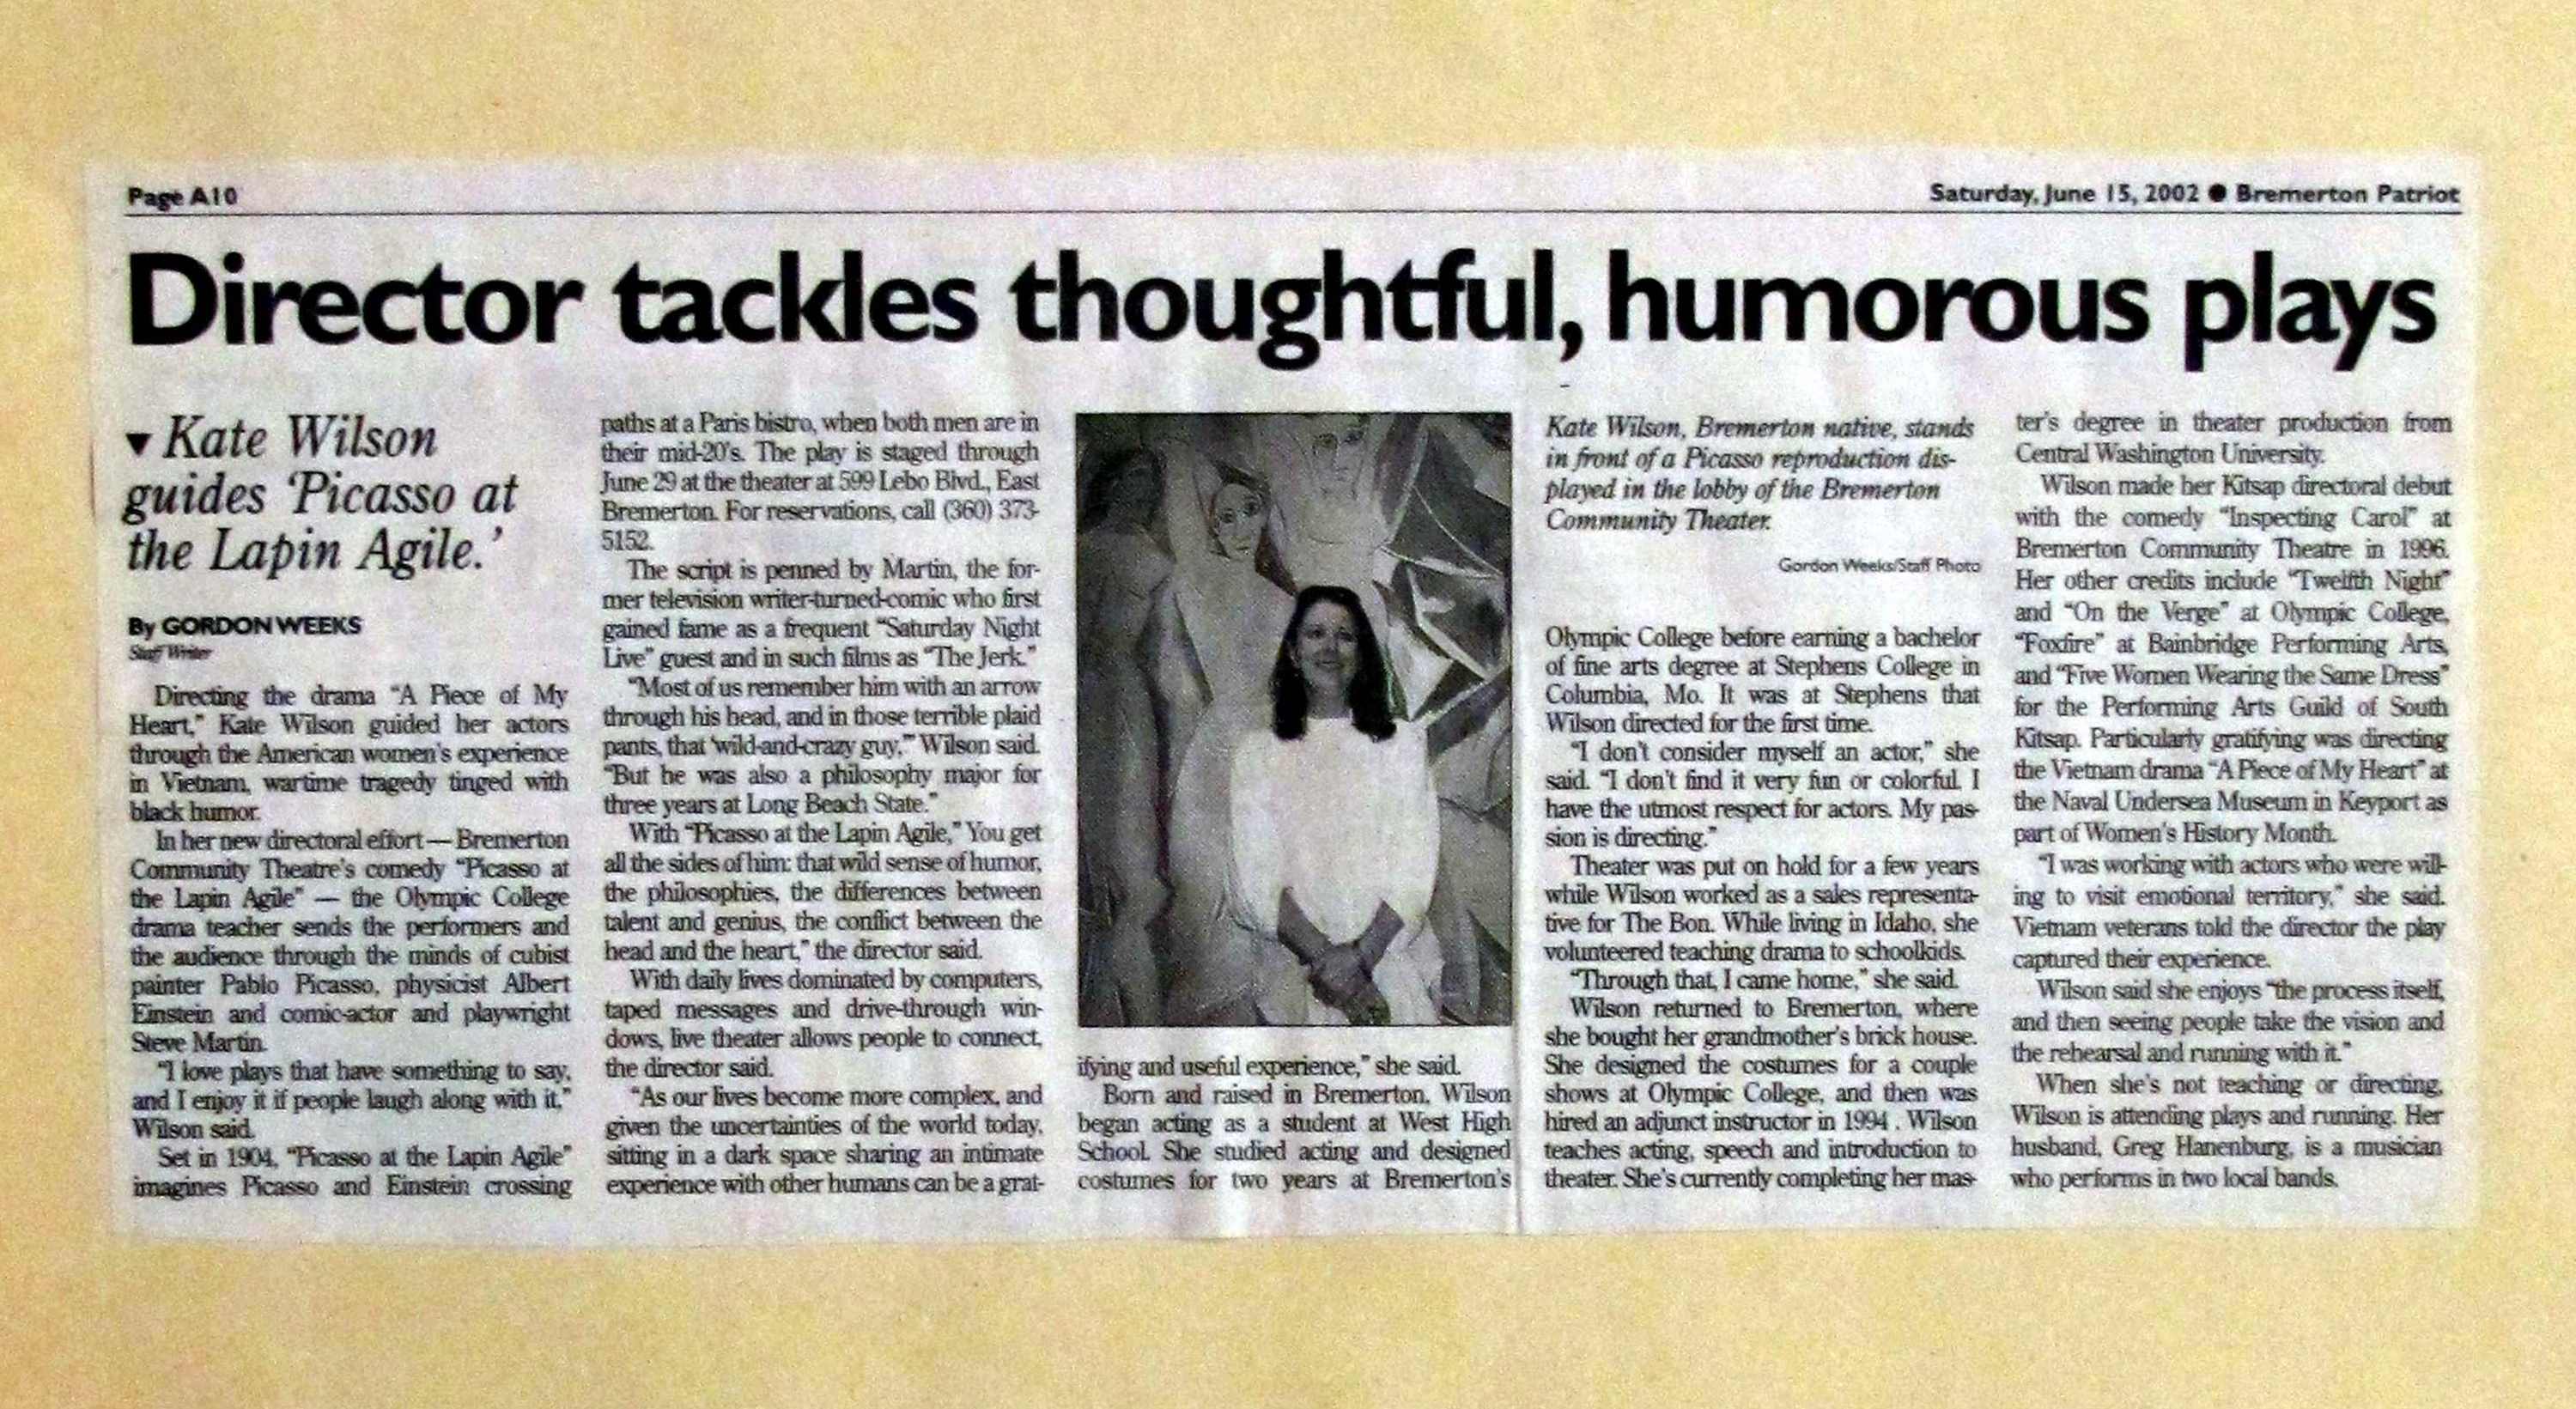 Page A10
Saturday, June 15, 2002 ● Bremerton Patriot
Director tackles thoughtful, humorous plays
▼ Kate Wilson
guides ‘Picasso at
the Lapin Agile.’
By GORDON WEEKS
Staff Writer
Directing the drama “A Piece of My
Heart,” Kate Wilson guided her actors
through the American women's experience
in Vietnam, wartime tragedy tinged with
black humor.
In her new directoral effort — Bremerton
Community Theatre's comedy “Picasso at
the Lapin Agile” — the Olympic College
drama teacher sends the performers and
the audience through the minds of cubist
painter Pablo Picasso, physicist Albert
Einstein and comic-actor and playwright
Steve Martin.
“I love plays that have something to say,
and I enjoy it if people laugh along with it,”
Wilson said.
Set in 1904, “Picasso at the Lapin Agile”
imagines Picasso and Einstein crossing
paths at a Paris bistro, when both men are in
their mid-20's. The play is staged through
June 29 at the theater at 599 Lebo Blvd., East
Bremerton. For reservations, call (360) 373-
5152.
The script is penned by Martin, the for-
mer television writer-turned-comic who first
gained fame as a frequent “Saturday Night
Live” guest and in such films as “The Jerk.”
“Most of us remember him with an arrow
through his head, and in those terrible plaid
pants, that ‘wild-and-crazy guy,’” Wilson said.
“But he was also a philosophy major for
three years at Long Beach State.”
With “Picasso at the Lapin Agile,” You get
all the sides of him: that wild sense of humor,
the philosophies, the differences between
talent and genius, the conflict between the
head and the heart,” the director said.
With daily lives dominated by computers,
taped messages and drive-through win-
dows, live theater allows people to connect,
the director said.
“As our lives become more complex, and
given the uncertainties of the world today,
sitting in a dark space sharing an intimate
experience with other humans can be a grat-
ifying and useful experience,” she said.
Born and raised in Bremerton, Wilson
began acting as a student at West High
School. She studied acting and designed
costumes for two years at Bremerton's
Kate Wilson, Bremerton native, stands
in front of a Picasso reproduction dis-
played in the lobby of the Bremerton
Community Theater.
Gordon Weeks/Staff Photo
Olympic College before earning a bachelor
of fine arts degree at Stephens College in
Columbia, Mo. It was at Stephens that
Wilson directed for the first time.
“I don't consider myself an actor,” she
said. “I don't find it very fun or colorful. I
have the utmost respect for actors. My pas-
sion is directing.”
Theater was put on hold for a few years
while Wilson worked as a sales representa-
tive for The Bon. While living in Idaho, she
volunteered teaching drama to schoolkids.
“Through that, I came home,” she said.
Wilson returned to Bremerton, where
she bought her grandmother's brick house.
She designed the costumes for a couple
shows at Olympic College, and then was
hired an adjunct instructor in 1994 . Wilson
teaches acting, speech and introduction to
theater. She's currently completing her mas-
ter's degree in theater production from
Central Washington University.
Wilson made her Kitsap directoral debut
with the comedy “Inspecting Carol” at
Bremerton Community Theatre in 1996.
Her other credits include “Twelfth Night”
and “On the Verge” at Olympic College,
“Foxfire” at Bainbridge Performing Arts,
and “Five Women Wearing the Same Dress”
for the Performing Arts Guild of South
Kitsap. Particularly gratifying was directing
the Vietnam drama “A Piece of My Heart” at
the Naval Undersea Museum in Keyport as
part of Women's History Month.
“I was working with actors who were will-
ing to visit emotional territory,” she said.
Vietnam veterans told the director the play
captured their experience.
Wilson said she enjoys “the process itself,
and then seeing people take the vision and
the rehearsal and running with it.”
When she's not teaching or directing,
Wilson is attending plays and running. Her
husband, Greg Hanenburg, is a musician
who performs in two local bands.